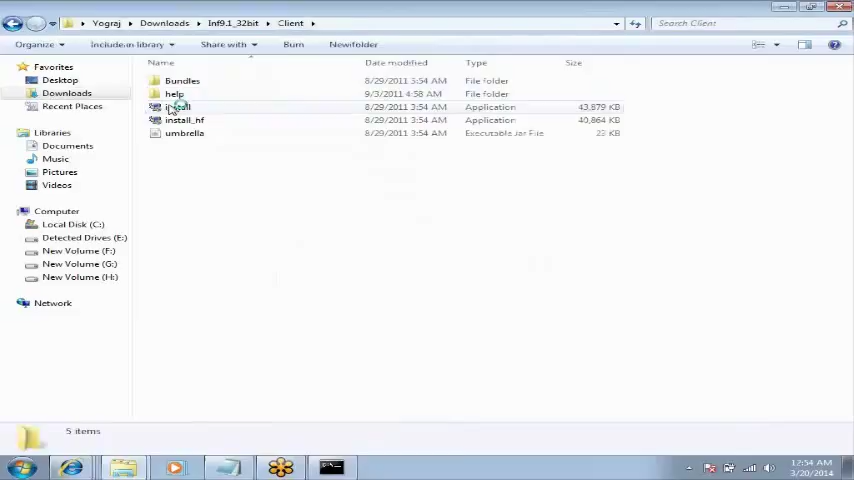 Yograj Downloads Inf9.1_32bit Client Search Client
Organize Include in library Share with Burn New folder
Name Date modified Type Size
Favorites
Desktop
Downloads
Recent Places
Libraries
Documents
Music
Pictures
Videos
Computer
Local Disk (C:)
Detected Drives (E:)
New Volume (F:)
New Volume (G:)
New Volume (H:)
Network
Bundles 8/29/2011 3:54 AM File folder
help 9/3/2011 4:58 AM File folder
install 8/29/2011 3:54 AM Application 43,879 KB
install_hf 8/29/2011 3:54 AM Application 40,864 KB
umbrella 8/29/2011 3:54 AM Executable Jar File 23 KB
5 items
12:54 AM
3/20/2014